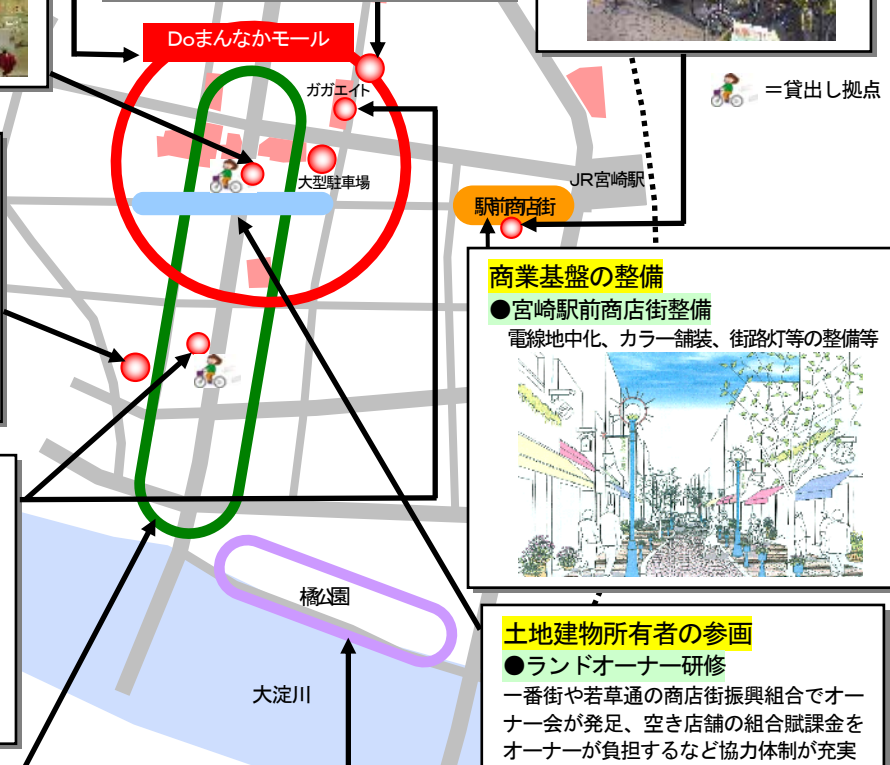 Doまんなかモール
ガガエイト
＝貸出し拠点
大型駐車場
JR宮崎駅
駅前商店街
商業基盤の整備
●宮崎駅前商店街整備
電線地中化、カラー舗装、街路灯等の整備等
橘公園
大淀川
土地建物所有者の参画
●ランドオーナー研修
一番街や若草通の商店街振興組合でオー
ナー会が発足、空き店舗の組合賦課金を
オーナーが負担するなど協力体制が充実